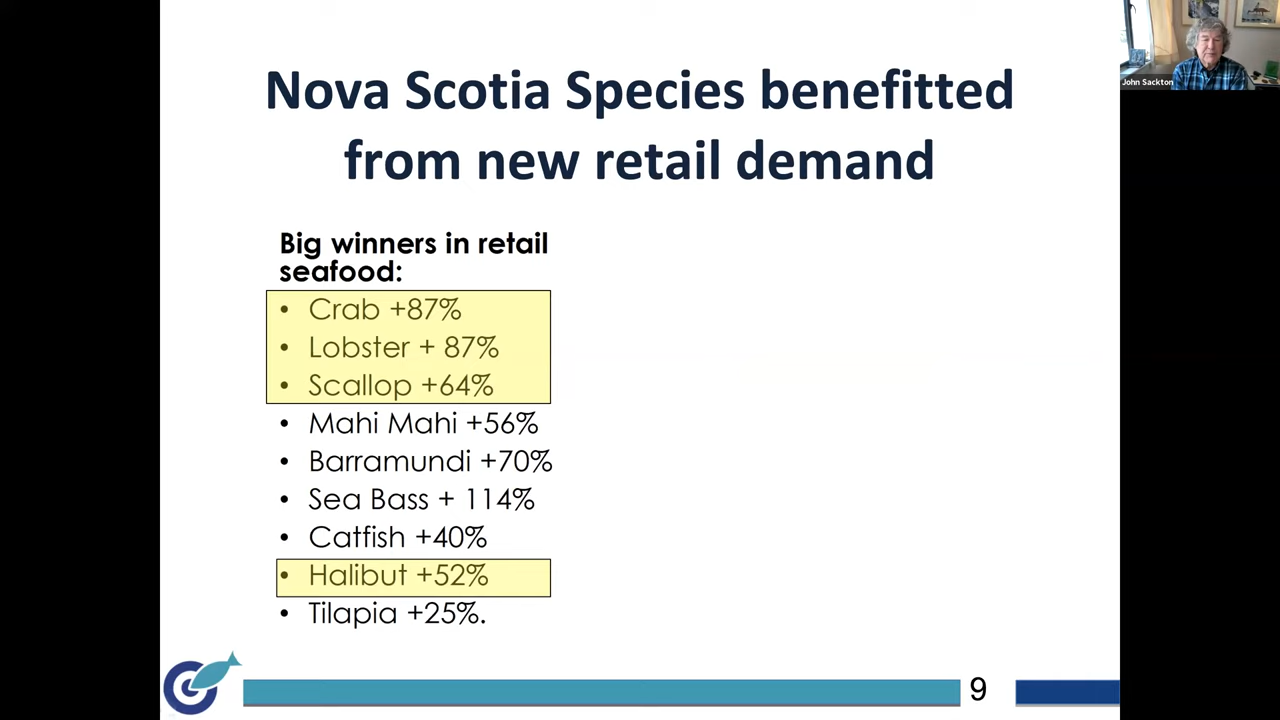 Nova Scotia Species benefitted
from new retail demand
Big winners in retail
seafood:
• Crab +87%
• Lobster + 87%
• Scallop +64%
• Mahi Mahi +56%
• Barramundi +70%
• Sea Bass + 114%
• Catfish +40%
• Halibut +52%
• Tilapia +25%.
9
John Sackton